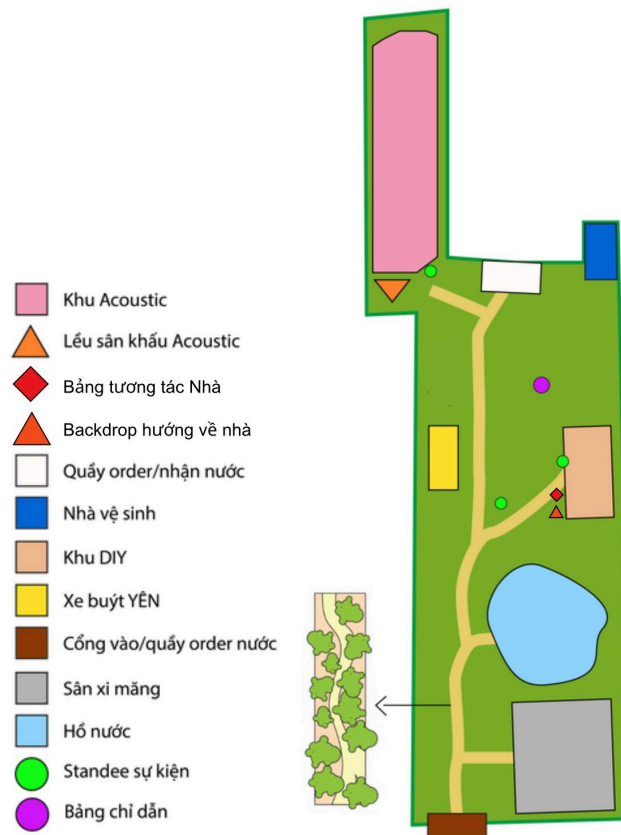 Khu Acoustic
Lều sân khấu Acoustic
Bảng tương tác Nhà
Backdrop hướng về nhà
Quầy order/nhận nước
Nhà vệ sinh
Khu DIY
Xe buýt YÊN
Cổng vào/quầy order nước
Sân xi măng
Hồ nước
Standee sự kiện
Bảng chỉ dẫn